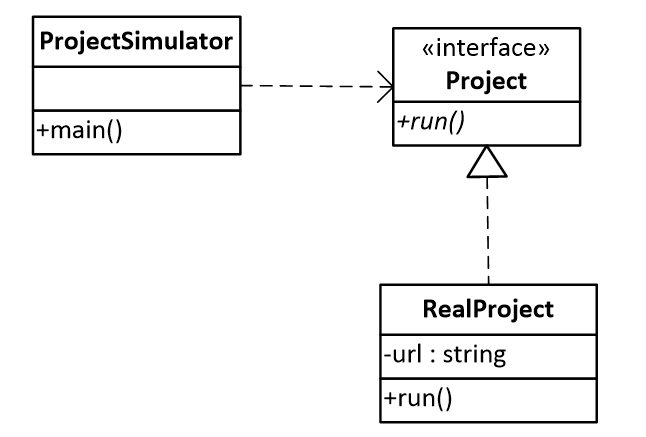 ProjectSimulator
+main()
«interface»
Project
+run()
RealProject
-url : string
+run()